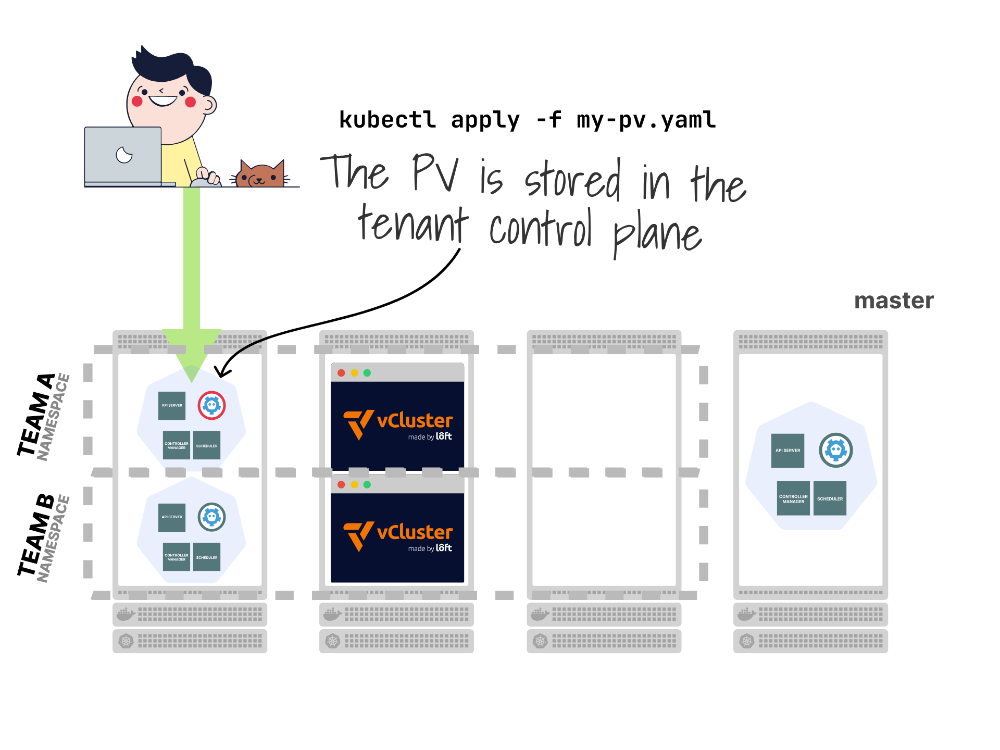 kubectl apply -f my-pv.yaml
The PV is stored in the
tenant control plane
master
TEAM A
NAMESPACE
API SERVER
CONTROLLER
MANAGER
SCHEDULER
vCluster
made by lôft
TEAM B
NAMESPACE
API SERVER
CONTROLLER
MANAGER
SCHEDULER
vCluster
made by lôft
API SERVER
CONTROLLER
MANAGER
SCHEDULER